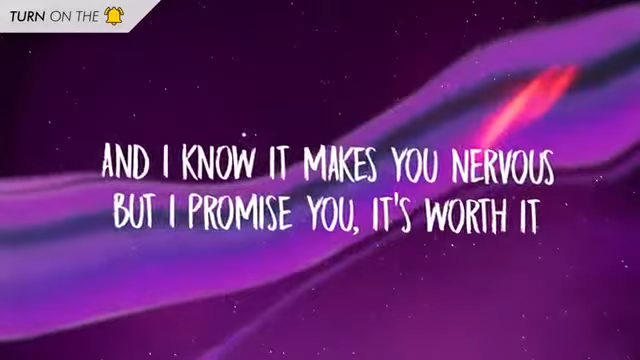 TURN ON THE
AND I KNOW IT MAKES YOU NERVOUS
BUT I PROMISE YOU, IT'S WORTH IT